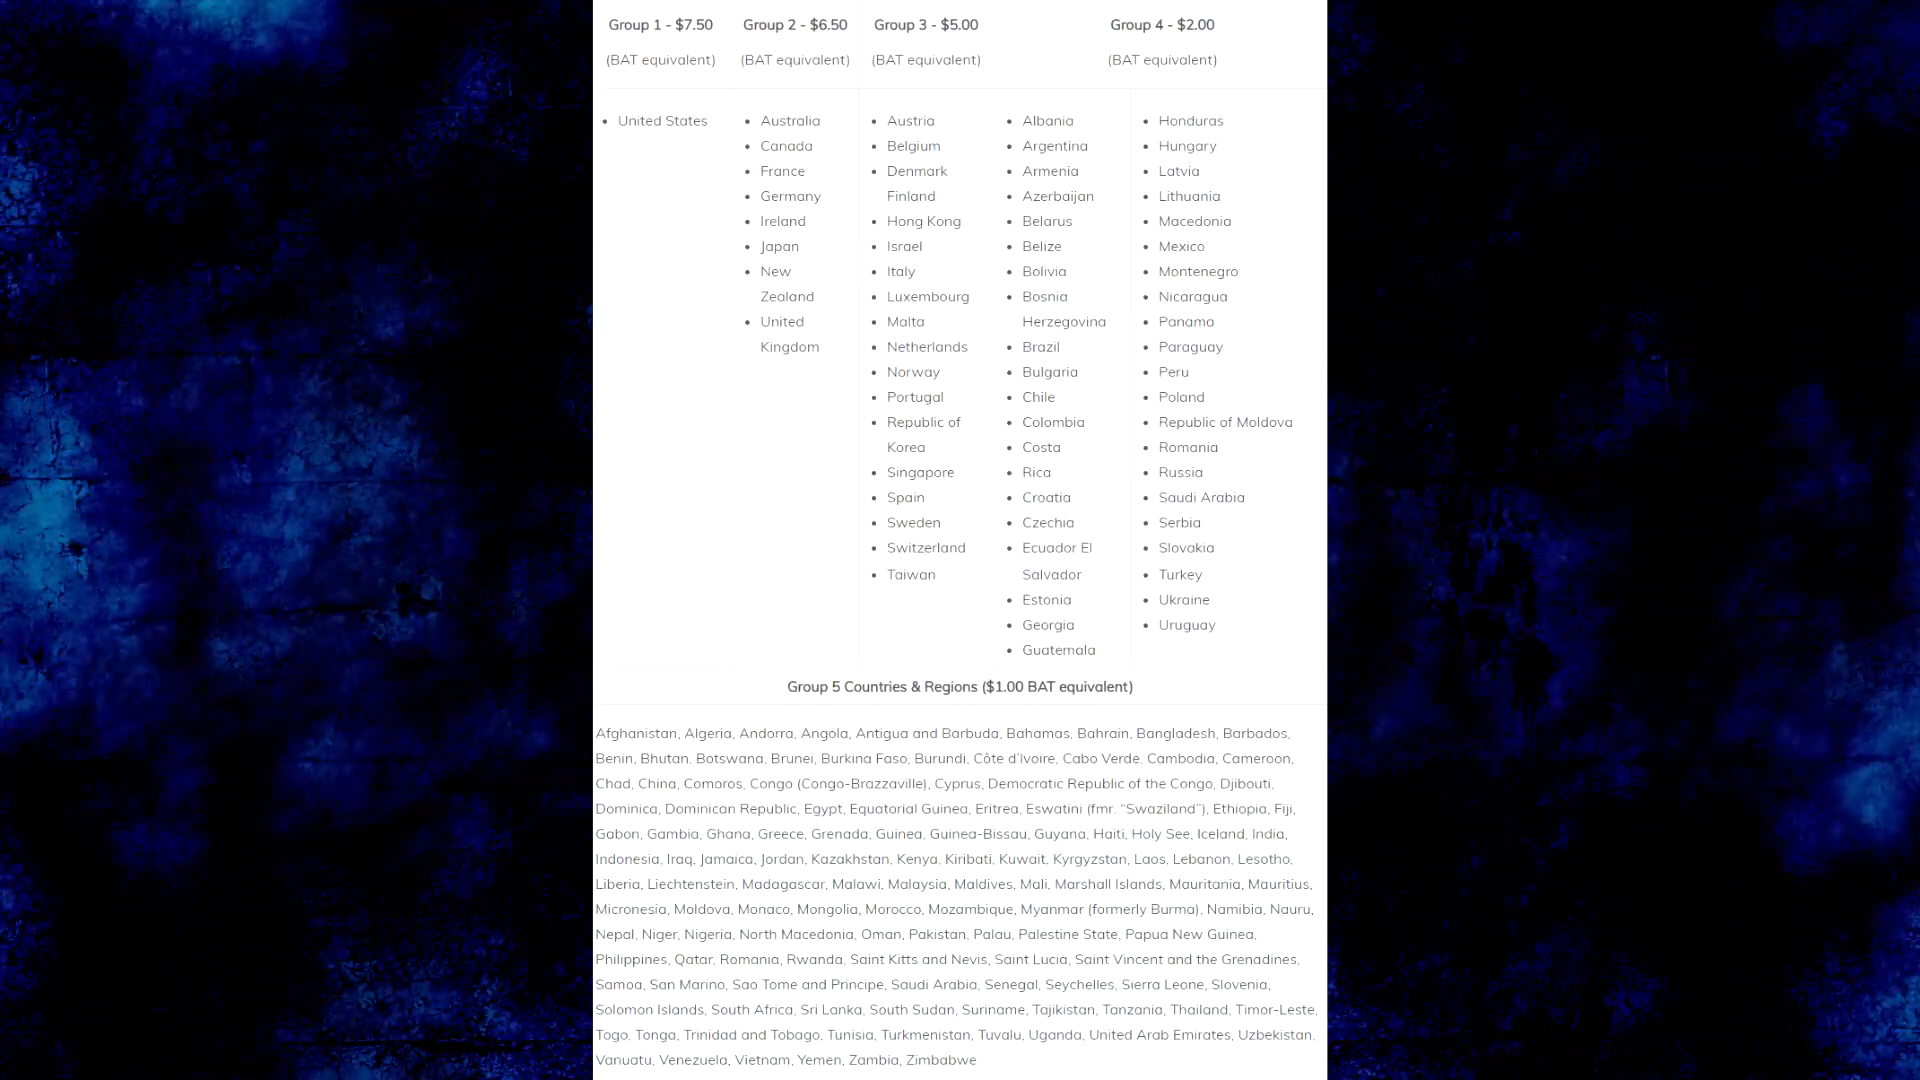 Group 1 - $7.50
(BAT equivalent)
Group 2 - $6.50
(BAT equivalent)
Group 3 - $5.00
(BAT equivalent)
Group 4 - $2.00
(BAT equivalent)
• United States
• Australia
• Canada
• France
• Germany
• Ireland
• Japan
• New
Zealand
• United
Kingdom
• Austria
• Belgium
• Denmark
Finland
• Hong Kong
• Israel
• Italy
• Luxembourg
• Malta
• Netherlands
• Norway
• Portugal
• Republic of
Korea
• Singapore
• Spain
• Sweden
• Switzerland
• Taiwan
• Albania
• Argentina
• Armenia
• Azerbaijan
• Belarus
• Belize
• Bolivia
• Bosnia
Herzegovina
• Brazil
• Bulgaria
• Chile
• Colombia
• Costa
• Rica
• Croatia
• Czechia
• Ecuador El
Salvador
• Estonia
• Georgia
• Guatemala
• Honduras
• Hungary
• Latvia
• Lithuania
• Macedonia
• Mexico
• Montenegro
• Nicaragua
• Panama
• Paraguay
• Peru
• Poland
• Republic of Moldova
• Romania
• Russia
• Saudi Arabia
• Serbia
• Slovakia
• Turkey
• Ukraine
• Uruguay
Group 5 Countries & Regions ($1.00 BAT equivalent)
Afghanistan, Algeria, Andorra, Angola, Antigua and Barbuda, Bahamas, Bahrain, Bangladesh, Barbados,
Benin, Bhutan, Botswana, Brunei, Burkina Faso, Burundi, Côte d’Ivoire, Cabo Verde, Cambodia, Cameroon,
Chad, China, Comoros, Congo (Congo-Brazzaville), Cyprus, Democratic Republic of the Congo, Djibouti,
Dominica, Dominican Republic, Egypt, Equatorial Guinea, Eritrea, Eswatini (fmr. “Swaziland”), Ethiopia, Fiji,
Gabon, Gambia, Ghana, Greece, Grenada, Guinea, Guinea-Bissau, Guyana, Haiti, Holy See, Iceland, India,
Indonesia, Iraq, Jamaica, Jordan, Kazakhstan, Kenya, Kiribati, Kuwait, Kyrgyzstan, Laos, Lebanon, Lesotho,
Liberia, Liechtenstein, Madagascar, Malawi, Malaysia, Maldives, Mali, Marshall Islands, Mauritania, Mauritius,
Micronesia, Moldova, Monaco, Mongolia, Morocco, Mozambique, Myanmar (formerly Burma), Namibia, Nauru,
Nepal, Niger, Nigeria, North Macedonia, Oman, Pakistan, Palau, Palestine State, Papua New Guinea,
Philippines, Qatar, Romania, Rwanda, Saint Kitts and Nevis, Saint Lucia, Saint Vincent and the Grenadines,
Samoa, San Marino, Sao Tome and Principe, Saudi Arabia, Senegal, Seychelles, Sierra Leone, Slovenia,
Solomon Islands, South Africa, Sri Lanka, South Sudan, Suriname, Tajikistan, Tanzania, Thailand, Timor-Leste,
Togo, Tonga, Trinidad and Tobago, Tunisia, Turkmenistan, Tuvalu, Uganda, United Arab Emirates, Uzbekistan,
Vanuatu, Venezuela, Vietnam, Yemen, Zambia, Zimbabwe